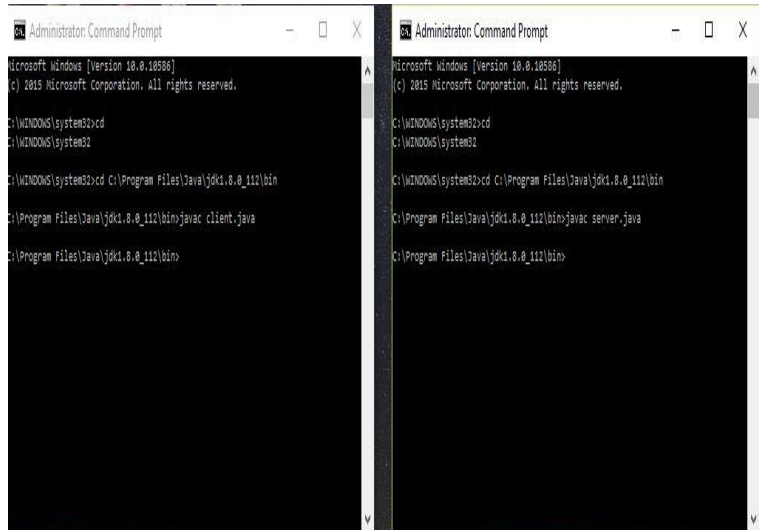 Administrator: Command Prompt
Microsoft Windows [Version 10.0.10586]
(c) 2015 Microsoft Corporation. All rights reserved.
C:\WINDOWS\system32>cd
C:\WINDOWS\system32
C:\WINDOWS\system32>cd C:\Program Files\Java\jdk1.8.0_112\bin
C:\Program Files\Java\jdk1.8.0_112\bin>javac client.java
C:\Program Files\Java\jdk1.8.0_112\bin>
Administrator: Command Prompt
Microsoft Windows [Version 10.0.10586]
(c) 2015 Microsoft Corporation. All rights reserved.
C:\WINDOWS\system32>cd
C:\WINDOWS\system32
C:\WINDOWS\system32>cd C:\Program Files\Java\jdk1.8.0_112\bin
C:\Program Files\Java\jdk1.8.0_112\bin>javac server.java
C:\Program Files\Java\jdk1.8.0_112\bin>